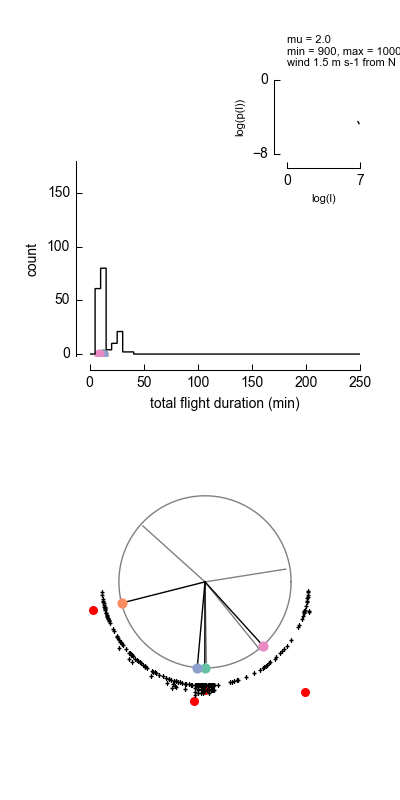 mu = 2.0
min = 900, max = 1000
wind 1.5 m s-1 from N
0
log(p(l))
−8
0
7
log(l)
150
100
50
0
count
0
50
100
150
200
250
total flight duration (min)